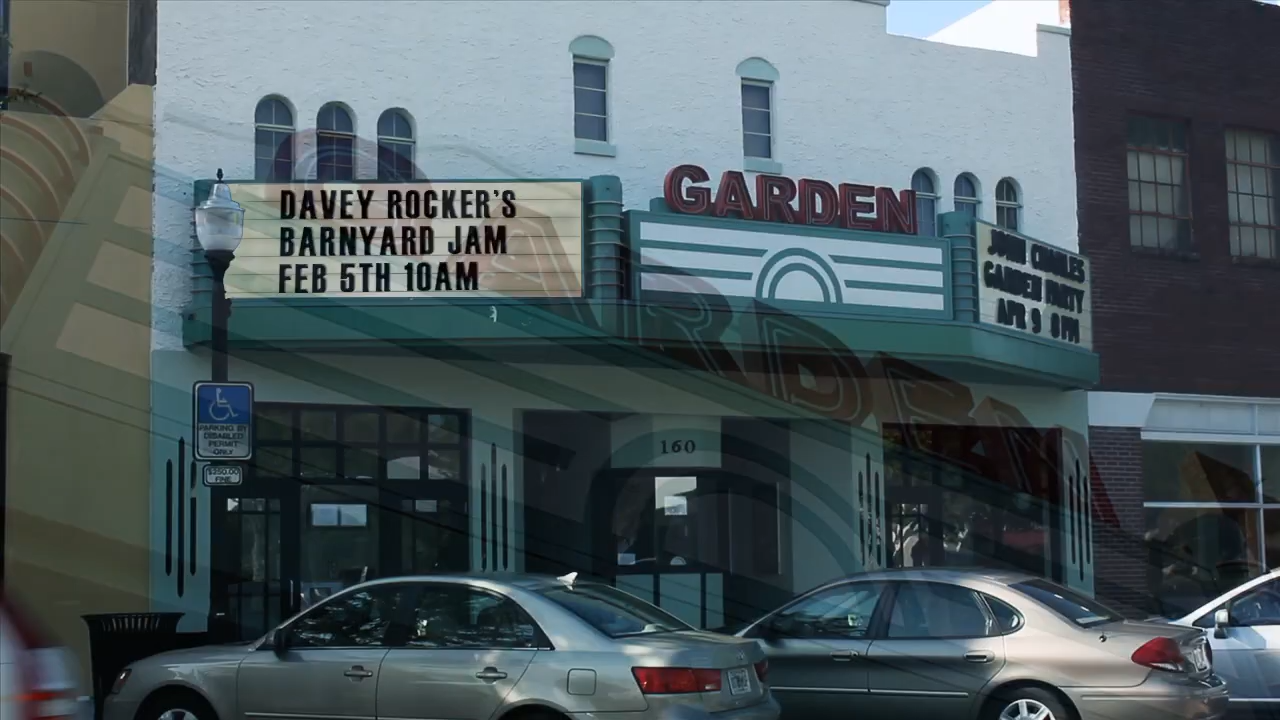 DAVEY ROCKER'S
BARNYARD JAM
FEB 5TH 10AM
GARDEN
JOHN CHARLES
GARDEN PARTY
APR 9 8PM
160
PARKING BY
DISABLED
PERMIT
ONLY
$250.00
FINE
GARDEN